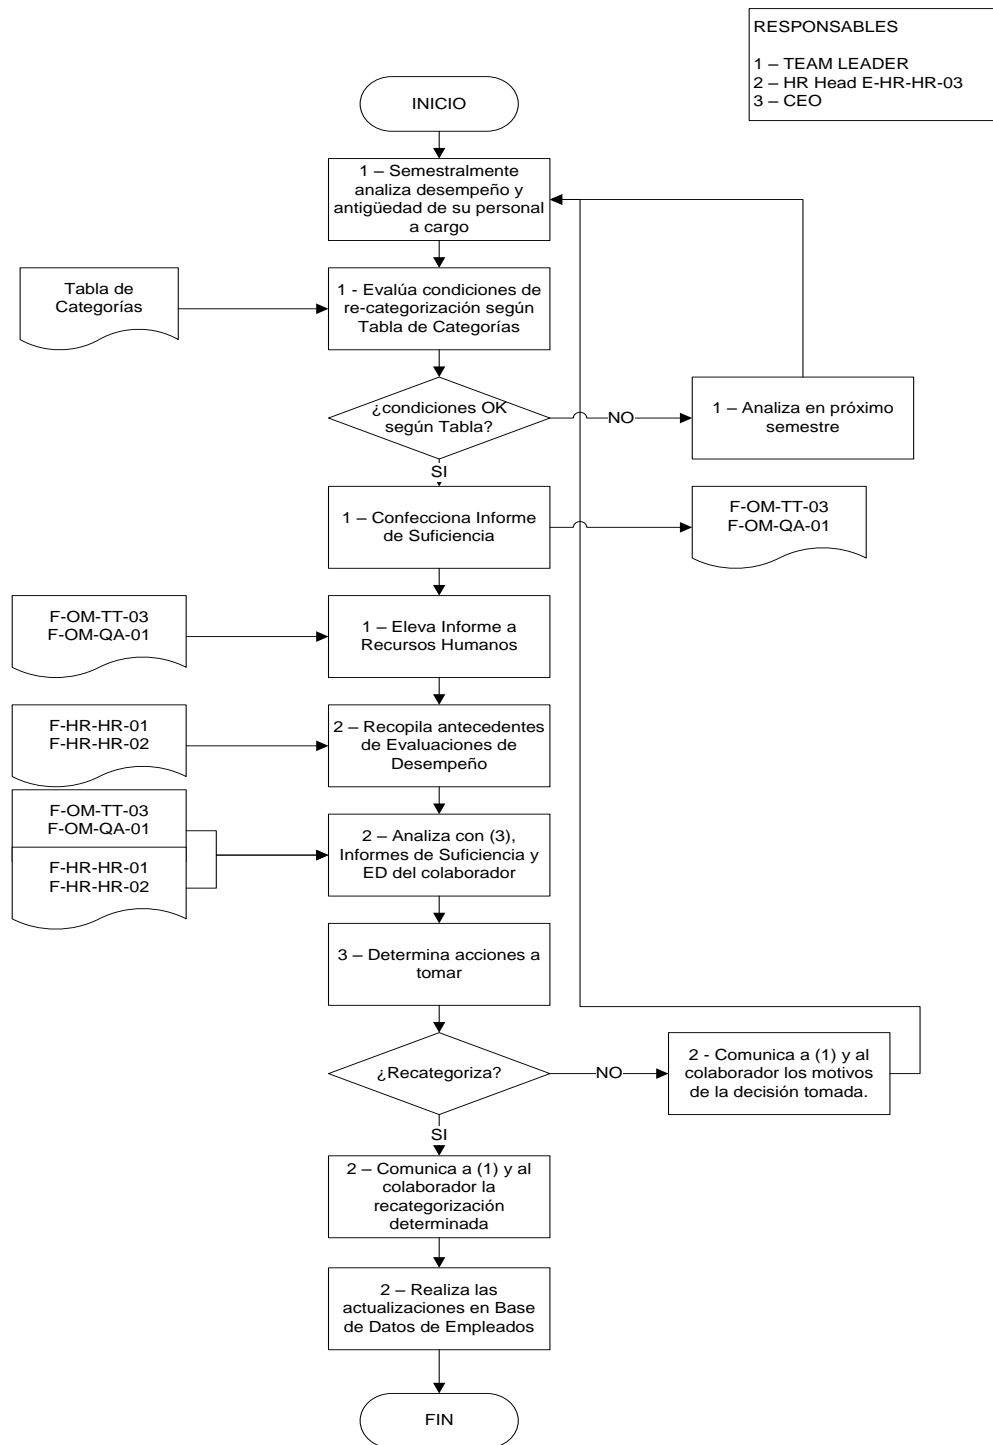 RESPONSABLES
1 – TEAM LEADER
2 – HR Head E-HR-HR-03
3 – CEO
INICIO
1 – Semestralmente
analiza desempeño y
antigüedad de su personal
a cargo
Tabla de
Categorías
1 - Evalúa condiciones de
re-categorización según
Tabla de Categorías
¿condiciones OK
según Tabla?
NO
1 – Analiza en próximo
semestre
SI
1 – Confecciona Informe
de Suficiencia
F-OM-TT-03
F-OM-QA-01
F-OM-TT-03
F-OM-QA-01
1 – Eleva Informe a
Recursos Humanos
F-HR-HR-01
F-HR-HR-02
2 – Recopila antecedentes
de Evaluaciones de
Desempeño
F-OM-TT-03
F-OM-QA-01
F-HR-HR-01
F-HR-HR-02
2 – Analiza con (3),
Informes de Suficiencia y
ED del colaborador
3 – Determina acciones a
tomar
¿Recategoriza?
NO
2 - Comunica a (1) y al
colaborador los motivos
de la decisión tomada.
SI
2 – Comunica a (1) y al
colaborador la
recategorización
determinada
2 – Realiza las
actualizaciones en Base
de Datos de Empleados
FIN